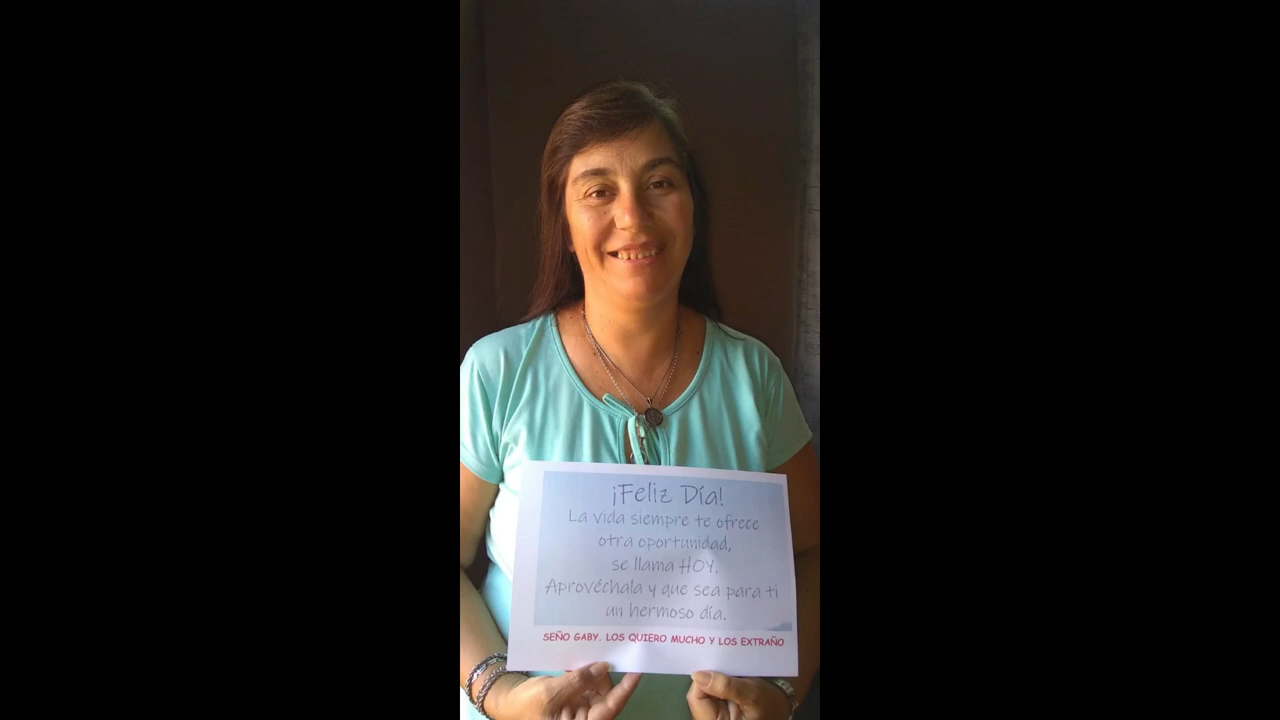 ¡Feliz Día!
La vida siempre te ofrece
otra oportunidad,
se llama HOY.
Aprovéchala y que sea para ti
un hermoso día.
SEÑO GABY. LOS QUIERO MUCHO Y LOS EXTRAÑO